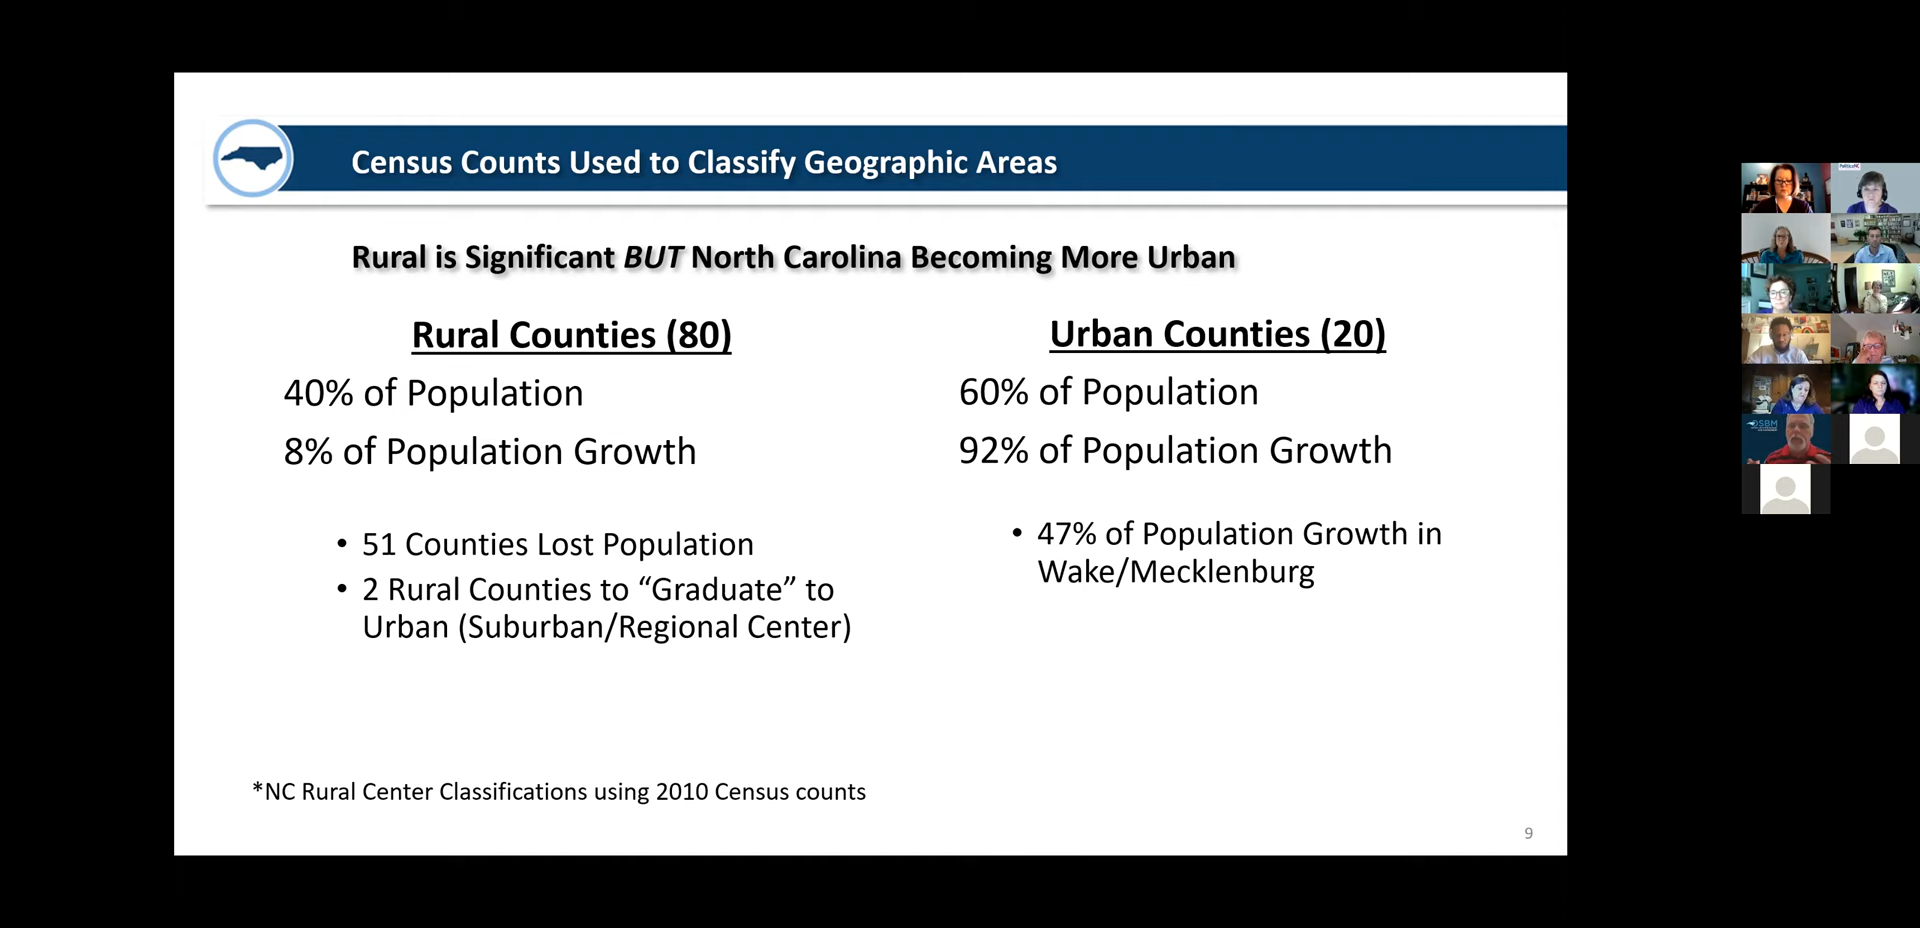 Census Counts Used to Classify Geographic Areas
Rural is Significant BUT North Carolina Becoming More Urban
Rural Counties (80)
40% of Population
8% of Population Growth
• 51 Counties Lost Population
• 2 Rural Counties to “Graduate” to
Urban (Suburban/Regional Center)
Urban Counties (20)
60% of Population
92% of Population Growth
• 47% of Population Growth in
Wake/Mecklenburg
*NC Rural Center Classifications using 2010 Census counts
9
PoliticsNC
OSBM